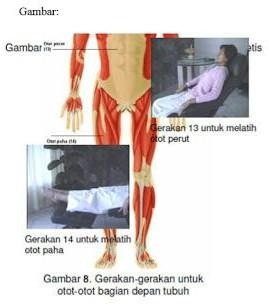 Gambar:
Gambar
Otot perut
(13)
etis
Gerakan 13 untuk melatih
otot perut
Otot paha (14)
Gerakan 14 untuk melatih
otot paha
Gambar 8. Gerakan-gerakan untuk
otot-otot bagian depan tubuh